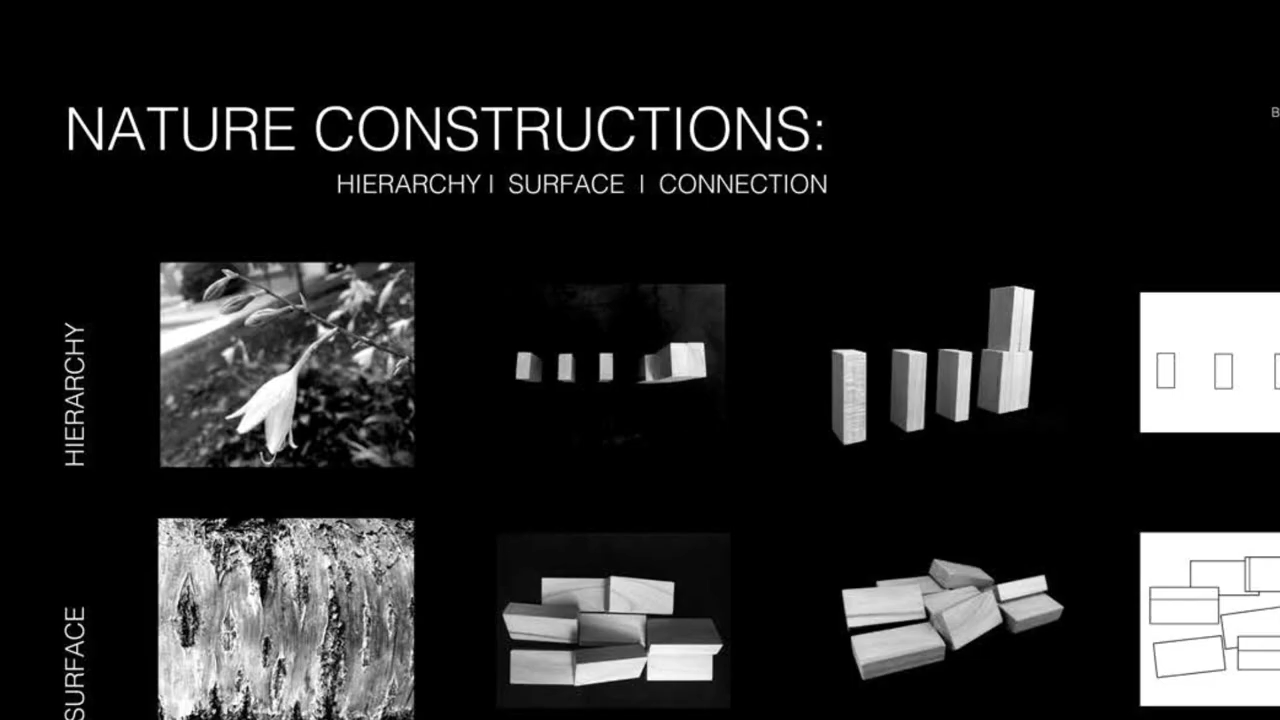 NATURE CONSTRUCTIONS:
HIERARCHY I SURFACE I CONNECTION
HIERARCHY
SURFACE